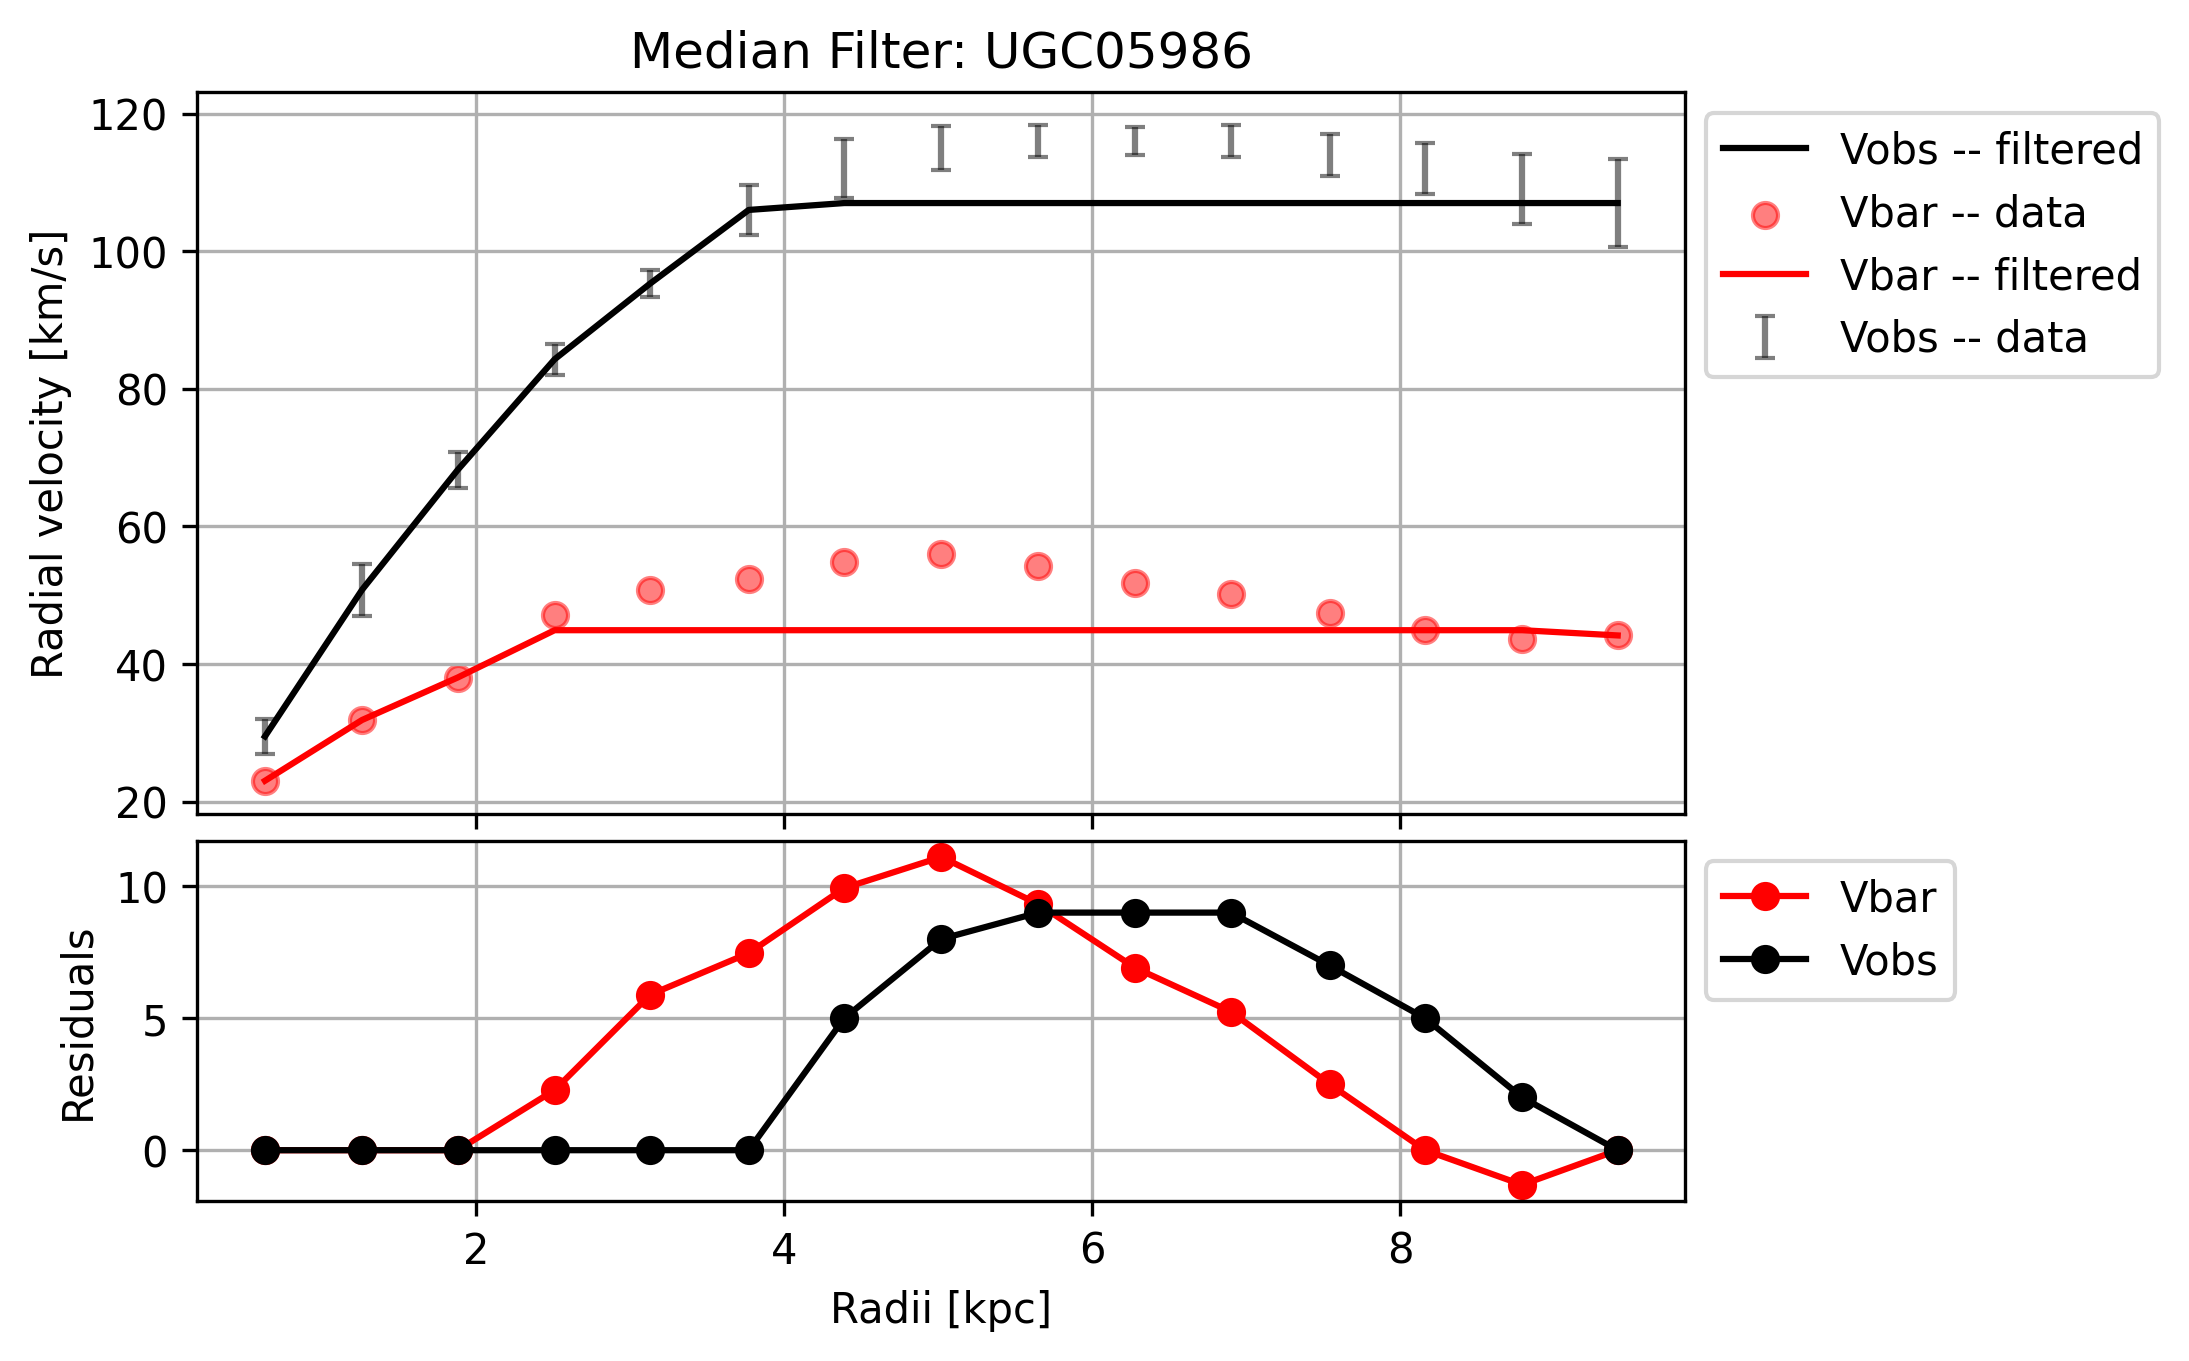 Median Filter: UGC05986
120
100
80
60
40
20
Radial velocity [km/s]
Vobs -- filtered
Vbar -- data
Vbar -- filtered
Vobs -- data
10
5
0
Residuals
Vbar
Vobs
2 4 6 8
Radii [kpc]